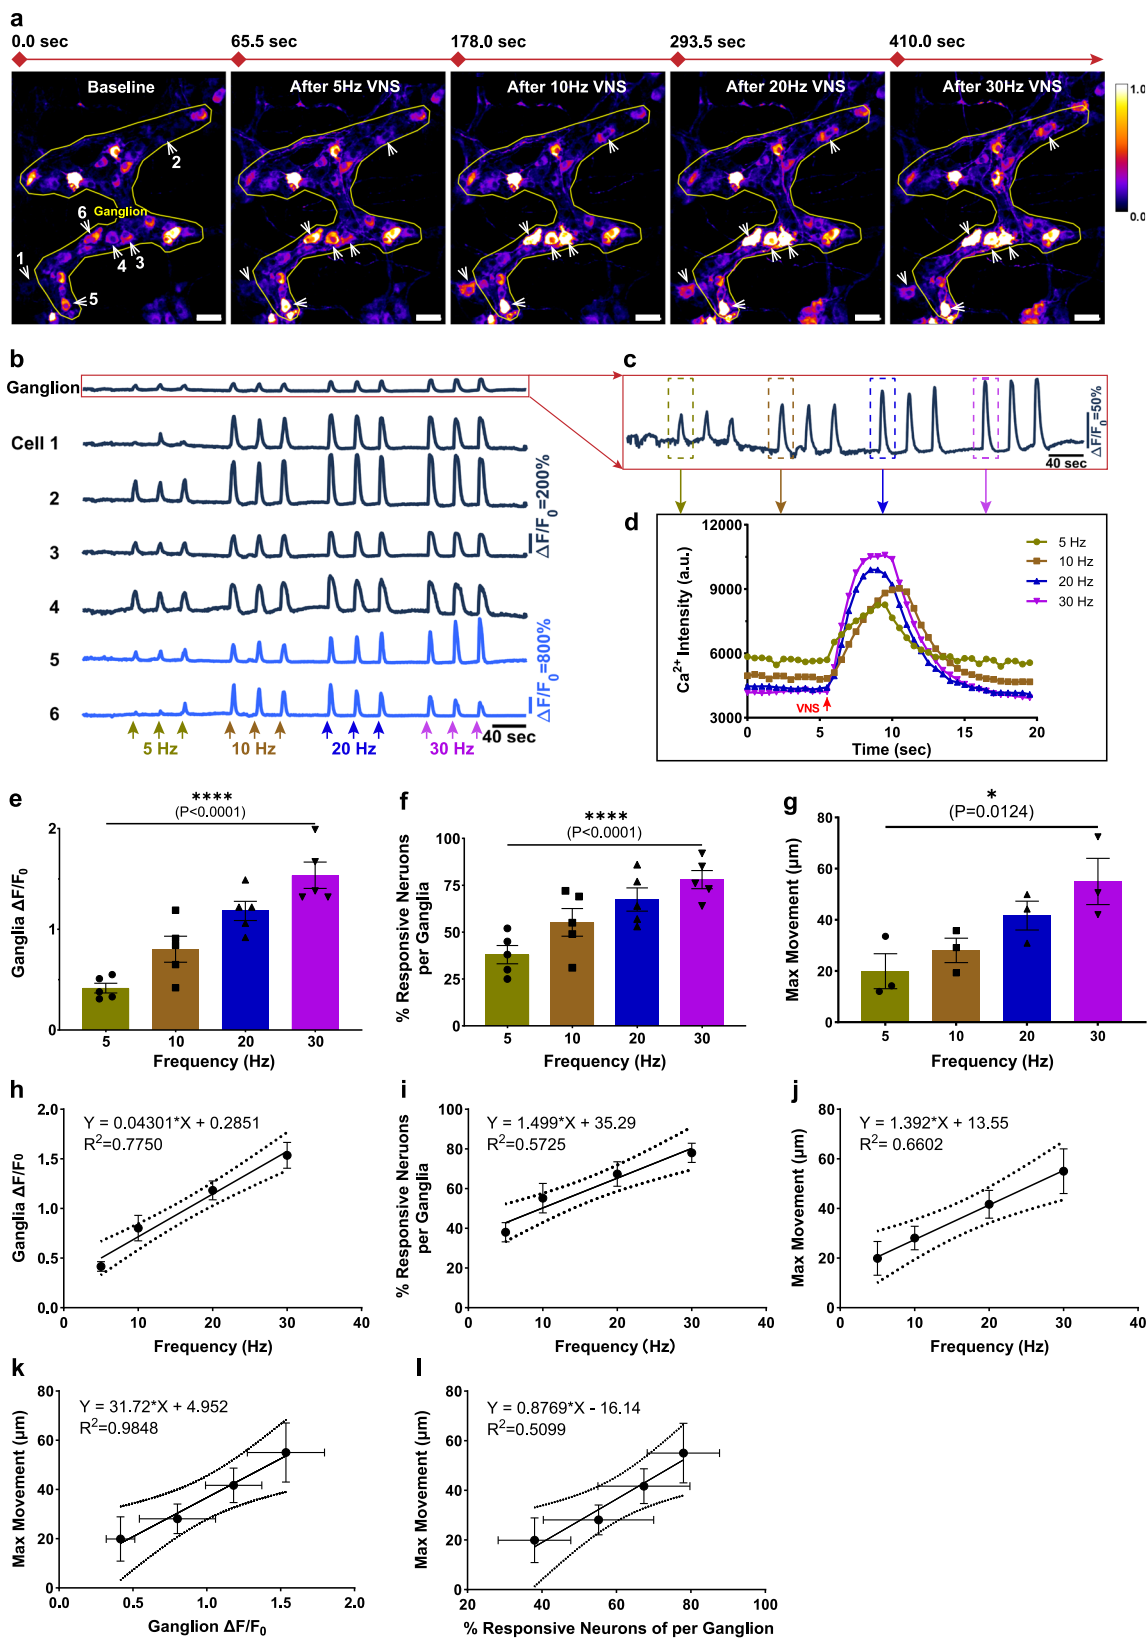 a
0.0 sec 65.5 sec 178.0 sec 293.5 sec 410.0 sec
Baseline After 5Hz VNS After 10Hz VNS After 20Hz VNS After 30Hz VNS
1.0
0.0
2
Ganglion
6
1
4 3
5
b
Ganglion
Cell 1
2
3
4
5
6
ΔF/F0=200%
ΔF/F0=800%
5 Hz 10 Hz 20 Hz 30 Hz
40 sec
c
ΔF/F0=50%
40 sec
d
Ca2+ Intensity (a.u.)
12000
9000
6000
3000
5 Hz
10 Hz
20 Hz
30 Hz
VNS
0 5 10 15 20
Time (sec)
e
****
(P<0.0001)
Ganglia ΔF/F0
2
1
0
5 10 20 30
Frequency (Hz)
f
****
(P<0.0001)
% Responsive Neruons
per Ganglia
100
75
50
25
0
5 10 20 30
Frequency (Hz)
g
*
(P=0.0124)
Max Movement (μm)
80
60
40
20
0
5 10 20 30
Frequency (Hz)
h
Y = 0.04301*X + 0.2851
R2=0.7750
Ganglia ΔF/F0
2.0
1.5
1.0
0.5
0.0
0 10 20 30 40
Frequency (Hz)
i
Y = 1.499*X + 35.29
R2=0.5725
% Responsive Neruons
per Ganglia
100
80
60
40
20
0
0 10 20 30 40
Frequency (Hz)
j
Y = 1.392*X + 13.55
R2= 0.6602
Max Movement (μm)
80
60
40
20
0
0 10 20 30 40
Frequency (Hz)
k
Y = 31.72*X + 4.952
R2=0.9848
Max Movement (μm)
80
60
40
20
0
0.0 0.5 1.0 1.5 2.0
Ganglion ΔF/F0
l
Y = 0.8769*X - 16.14
R2=0.5099
Max Movement (μm)
80
60
40
20
0
20 40 60 80 100
% Responsive Neurons of per Ganglion